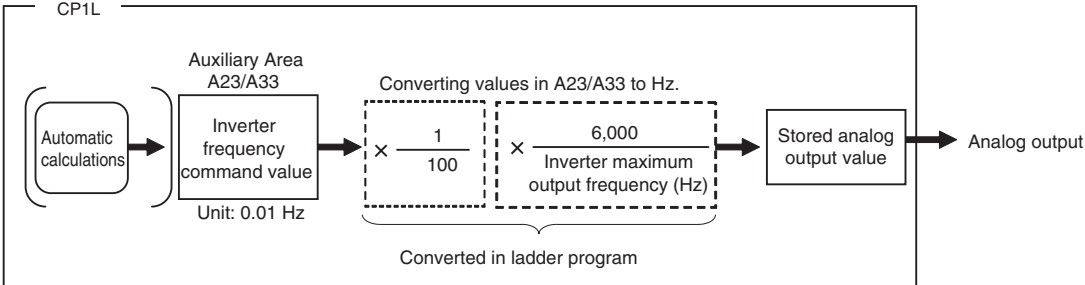 CP1L
Auxiliary Area
A23/A33
Converting values in A23/A33 to Hz.
Automatic
calculations
Inverter
frequency
command value
Unit: 0.01 Hz
× 1
100
× 6,000
Inverter maximum
output frequency (Hz)
Stored analog
output value
Analog output
Converted in ladder program